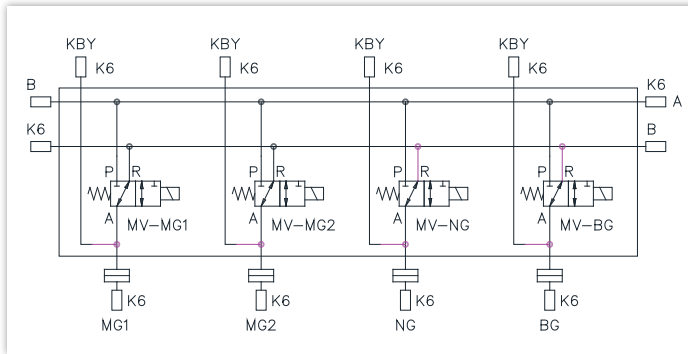 KBY KBY KBY KBY
K6 K6 K6 K6
B K6
A
K6 B
P R P R P R P R
A A A A
MV-MG1 MV-MG2 MV-NG MV-BG
K6 K6 K6 K6
MG1 MG2 NG BG